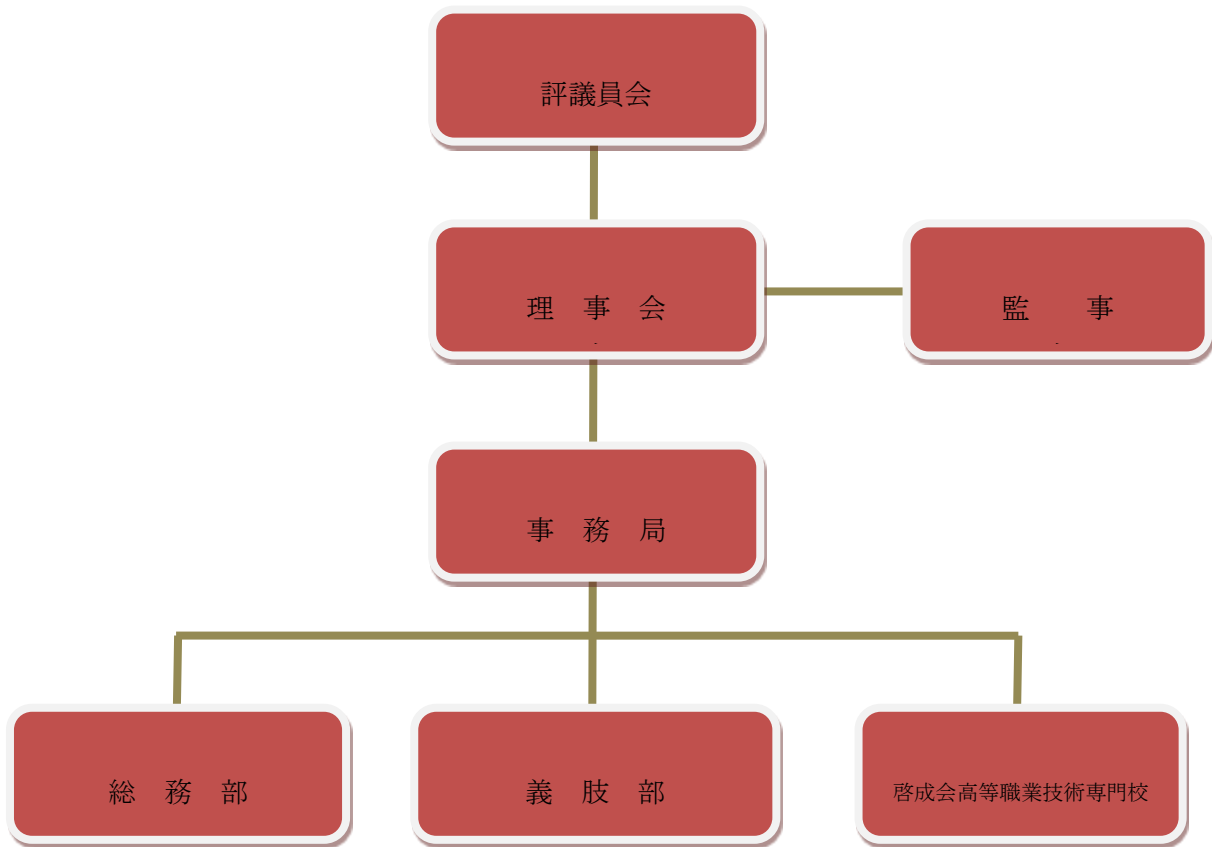 評議員会
理　事　会
監　　事
事　務　局
総　務　部
義　肢　部
啓成会高等職業技術専門校